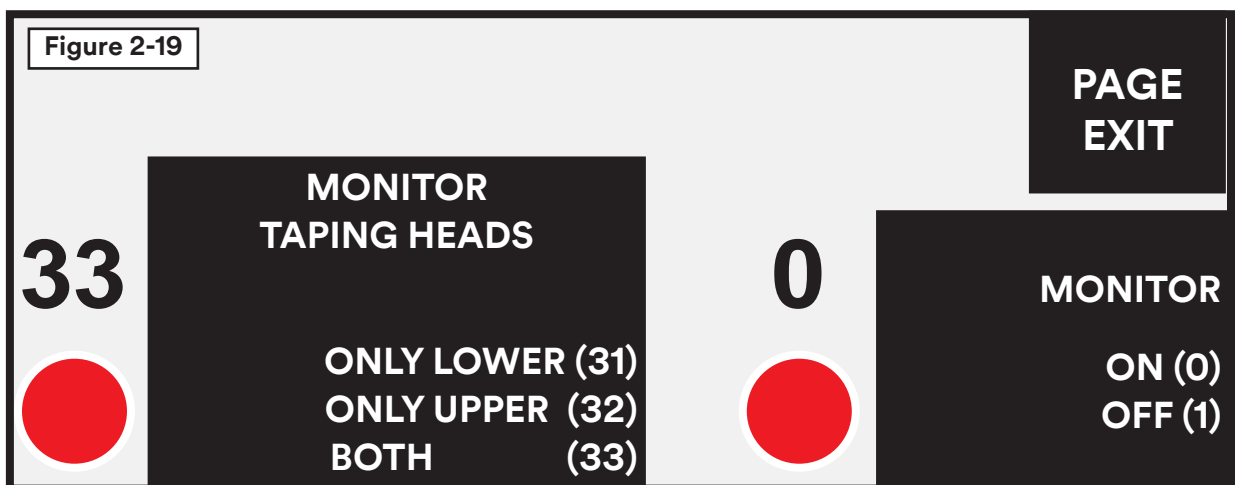 Figure 2-19
PAGE
EXIT
33
MONITOR
TAPING HEADS
ONLY LOWER (31)
ONLY UPPER (32)
BOTH (33)
0
MONITOR
ON (0)
OFF (1)